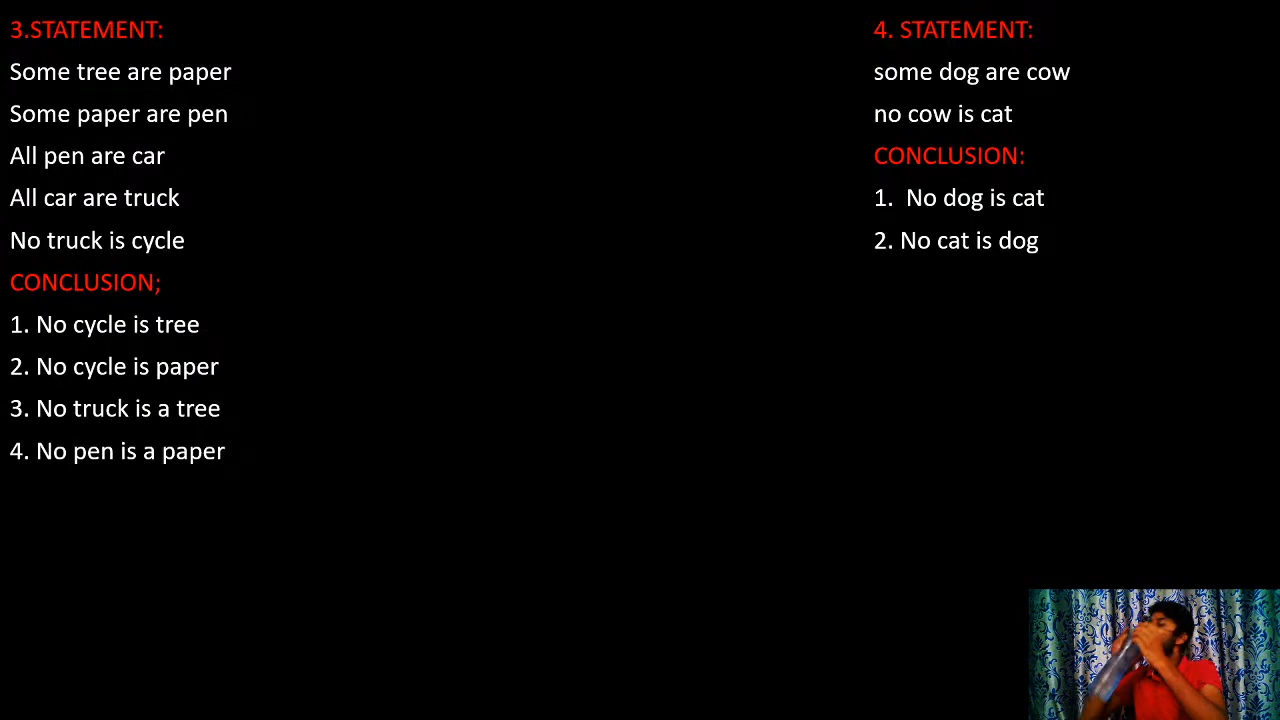 3.STATEMENT:
Some tree are paper
Some paper are pen
All pen are car
All car are truck
No truck is cycle
CONCLUSION;
1. No cycle is tree
2. No cycle is paper
3. No truck is a tree
4. No pen is a paper
4. STATEMENT:
some dog are cow
no cow is cat
CONCLUSION:
1.  No dog is cat
2. No cat is dog